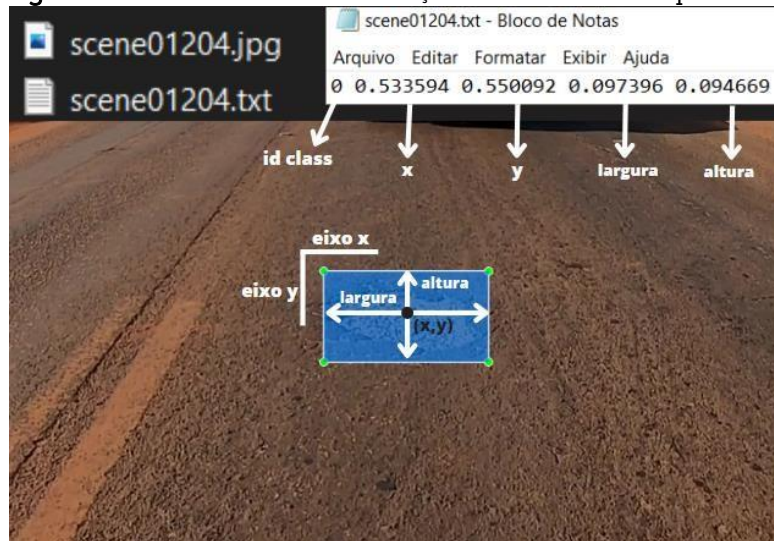 scene01204.jpg
scene01204.txt
scene01204.txt - Bloco de Notas
Arquivo Editar Formatar Exibir Ajuda
0 0.533594 0.550092 0.097396 0.094669
id class
x
y
largura
altura
eixo x
eixo y
altura
largura
(x,y)